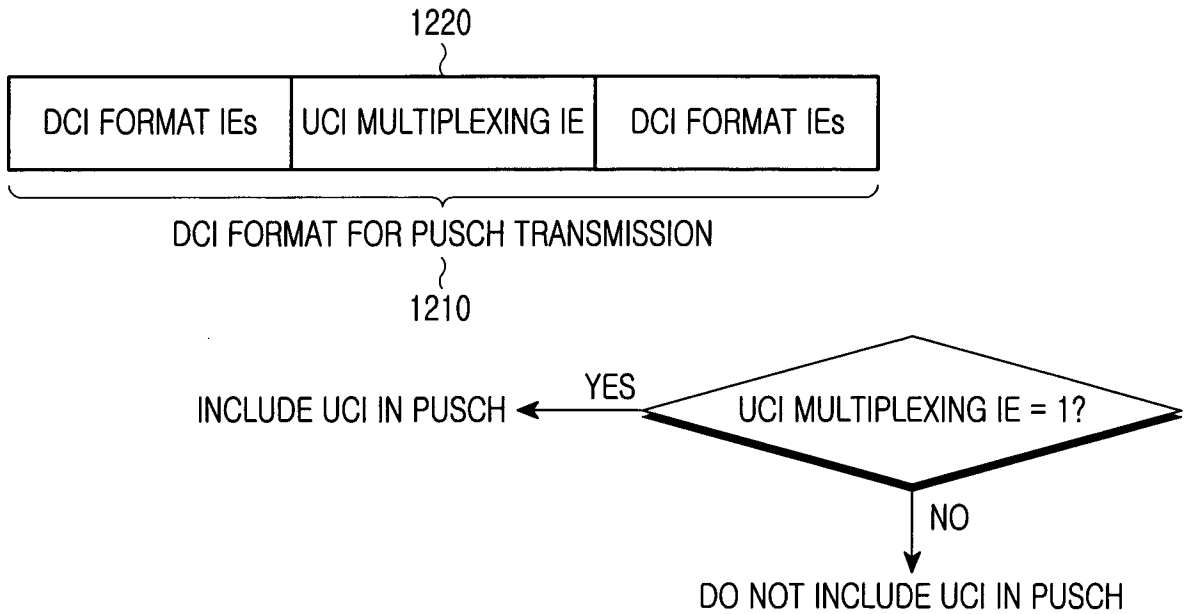 1220
DCI FORMAT IEs UCI MULTIPLEXING IE DCI FORMAT IEs
DCI FORMAT FOR PUSCH TRANSMISSION
1210
INCLUDE UCI IN PUSCH YES UCI MULTIPLEXING IE = 1?
NO
DO NOT INCLUDE UCI IN PUSCH